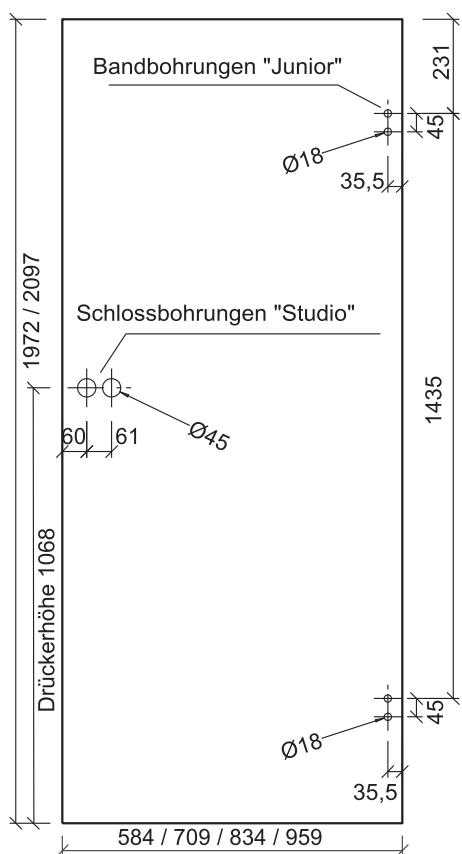 231
Bandbohrungen "Junior"
45
Ø18
35,5
1972 / 2097
Schlossbohrungen "Studio"
1435
60
61
Ø45
Drückerhöhe 1068
45
Ø18
35,5
584 / 709 / 834 / 959